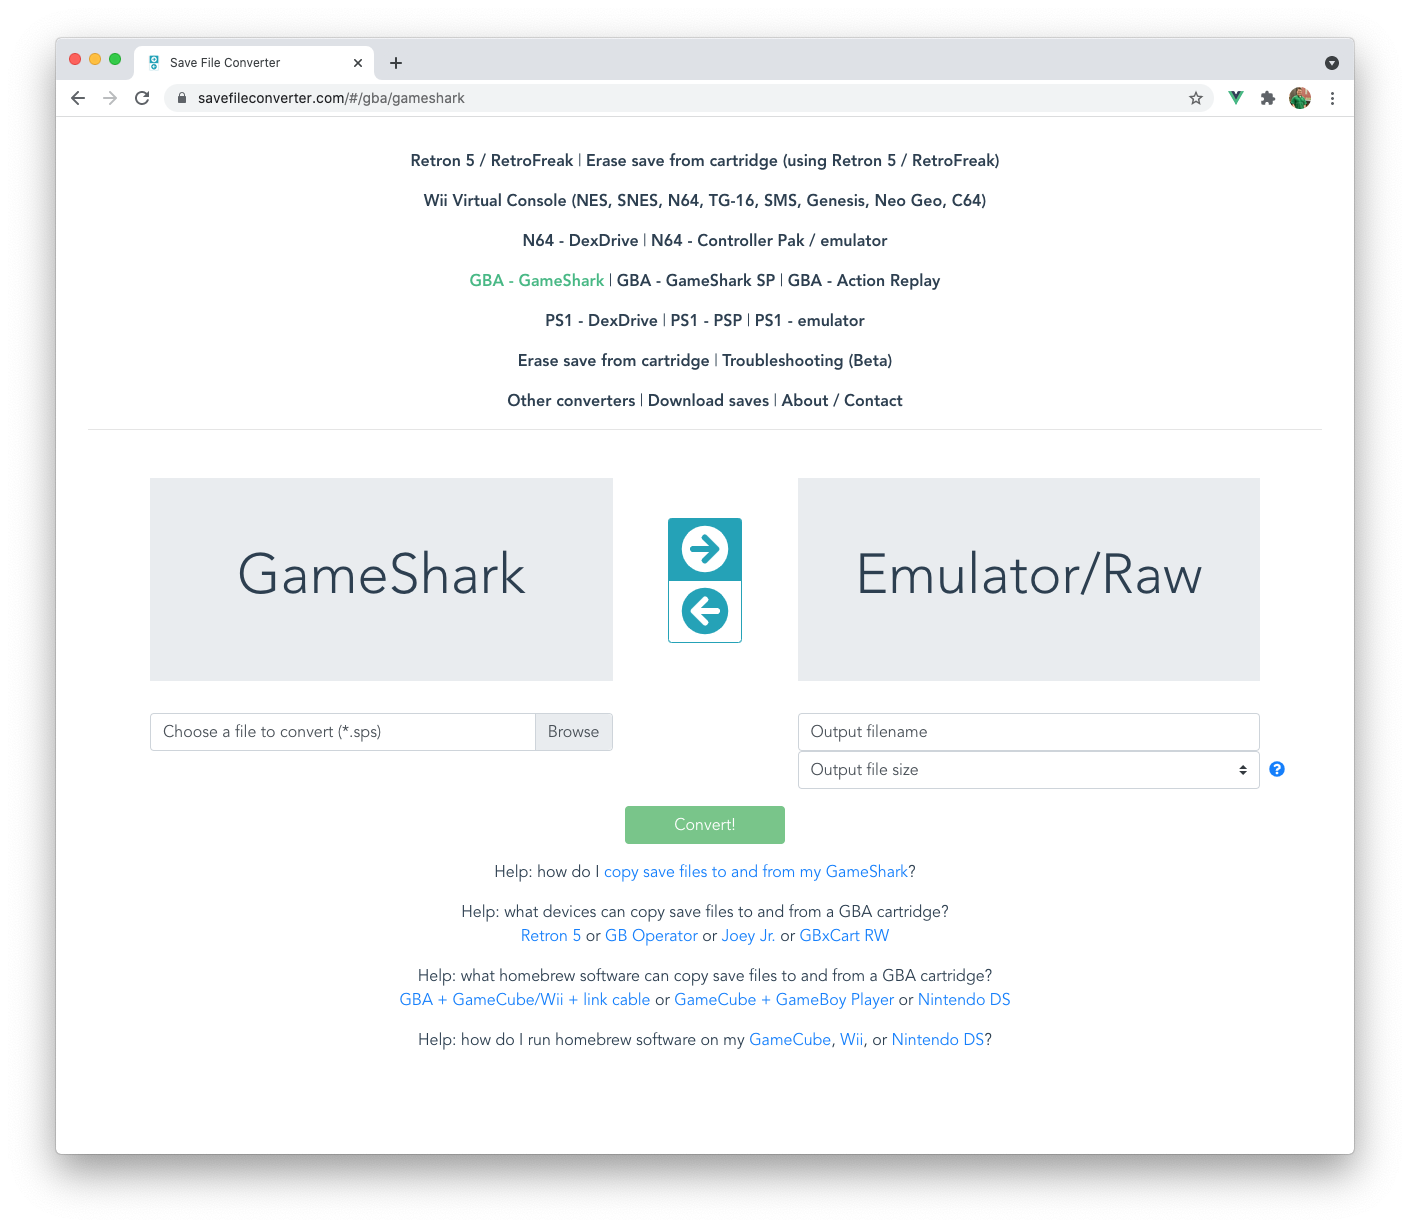 Save File Converter
savefileconverter.com/#/gba/gameshark
Retron 5 / RetroFreak | Erase save from cartridge (using Retron 5 / RetroFreak)
Wii Virtual Console (NES, SNES, N64, TG-16, SMS, Genesis, Neo Geo, C64)
N64 - DexDrive | N64 - Controller Pak / emulator
GBA - GameShark | GBA - GameShark SP | GBA - Action Replay
PS1 - DexDrive | PS1 - PSP | PS1 - emulator
Erase save from cartridge | Troubleshooting (Beta)
Other converters | Download saves | About / Contact
GameShark
Emulator/Raw
Choose a file to convert (*.sps)
Browse
Output filename
Output file size
?
Convert!
Help: how do I copy save files to and from my GameShark?
Help: what devices can copy save files to and from a GBA cartridge?
Retron 5 or GB Operator or Joey Jr. or GBxCart RW
Help: what homebrew software can copy save files to and from a GBA cartridge?
GBA + GameCube/Wii + link cable or GameCube + GameBoy Player or Nintendo DS
Help: how do I run homebrew software on my GameCube, Wii, or Nintendo DS?